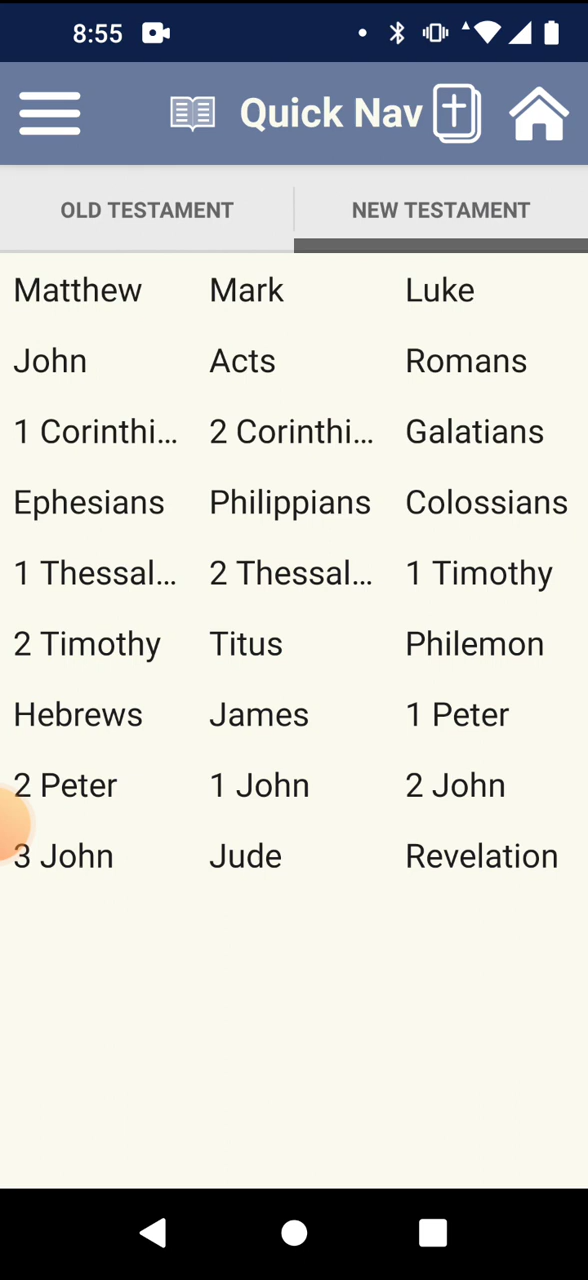 8:55
Quick Nav
OLD TESTAMENT NEW TESTAMENT
Matthew Mark Luke
John Acts Romans
1 Corinthi... 2 Corinthi... Galatians
Ephesians Philippians Colossians
1 Thessal... 2 Thessal... 1 Timothy
2 Timothy Titus Philemon
Hebrews James 1 Peter
2 Peter 1 John 2 John
3 John Jude Revelation